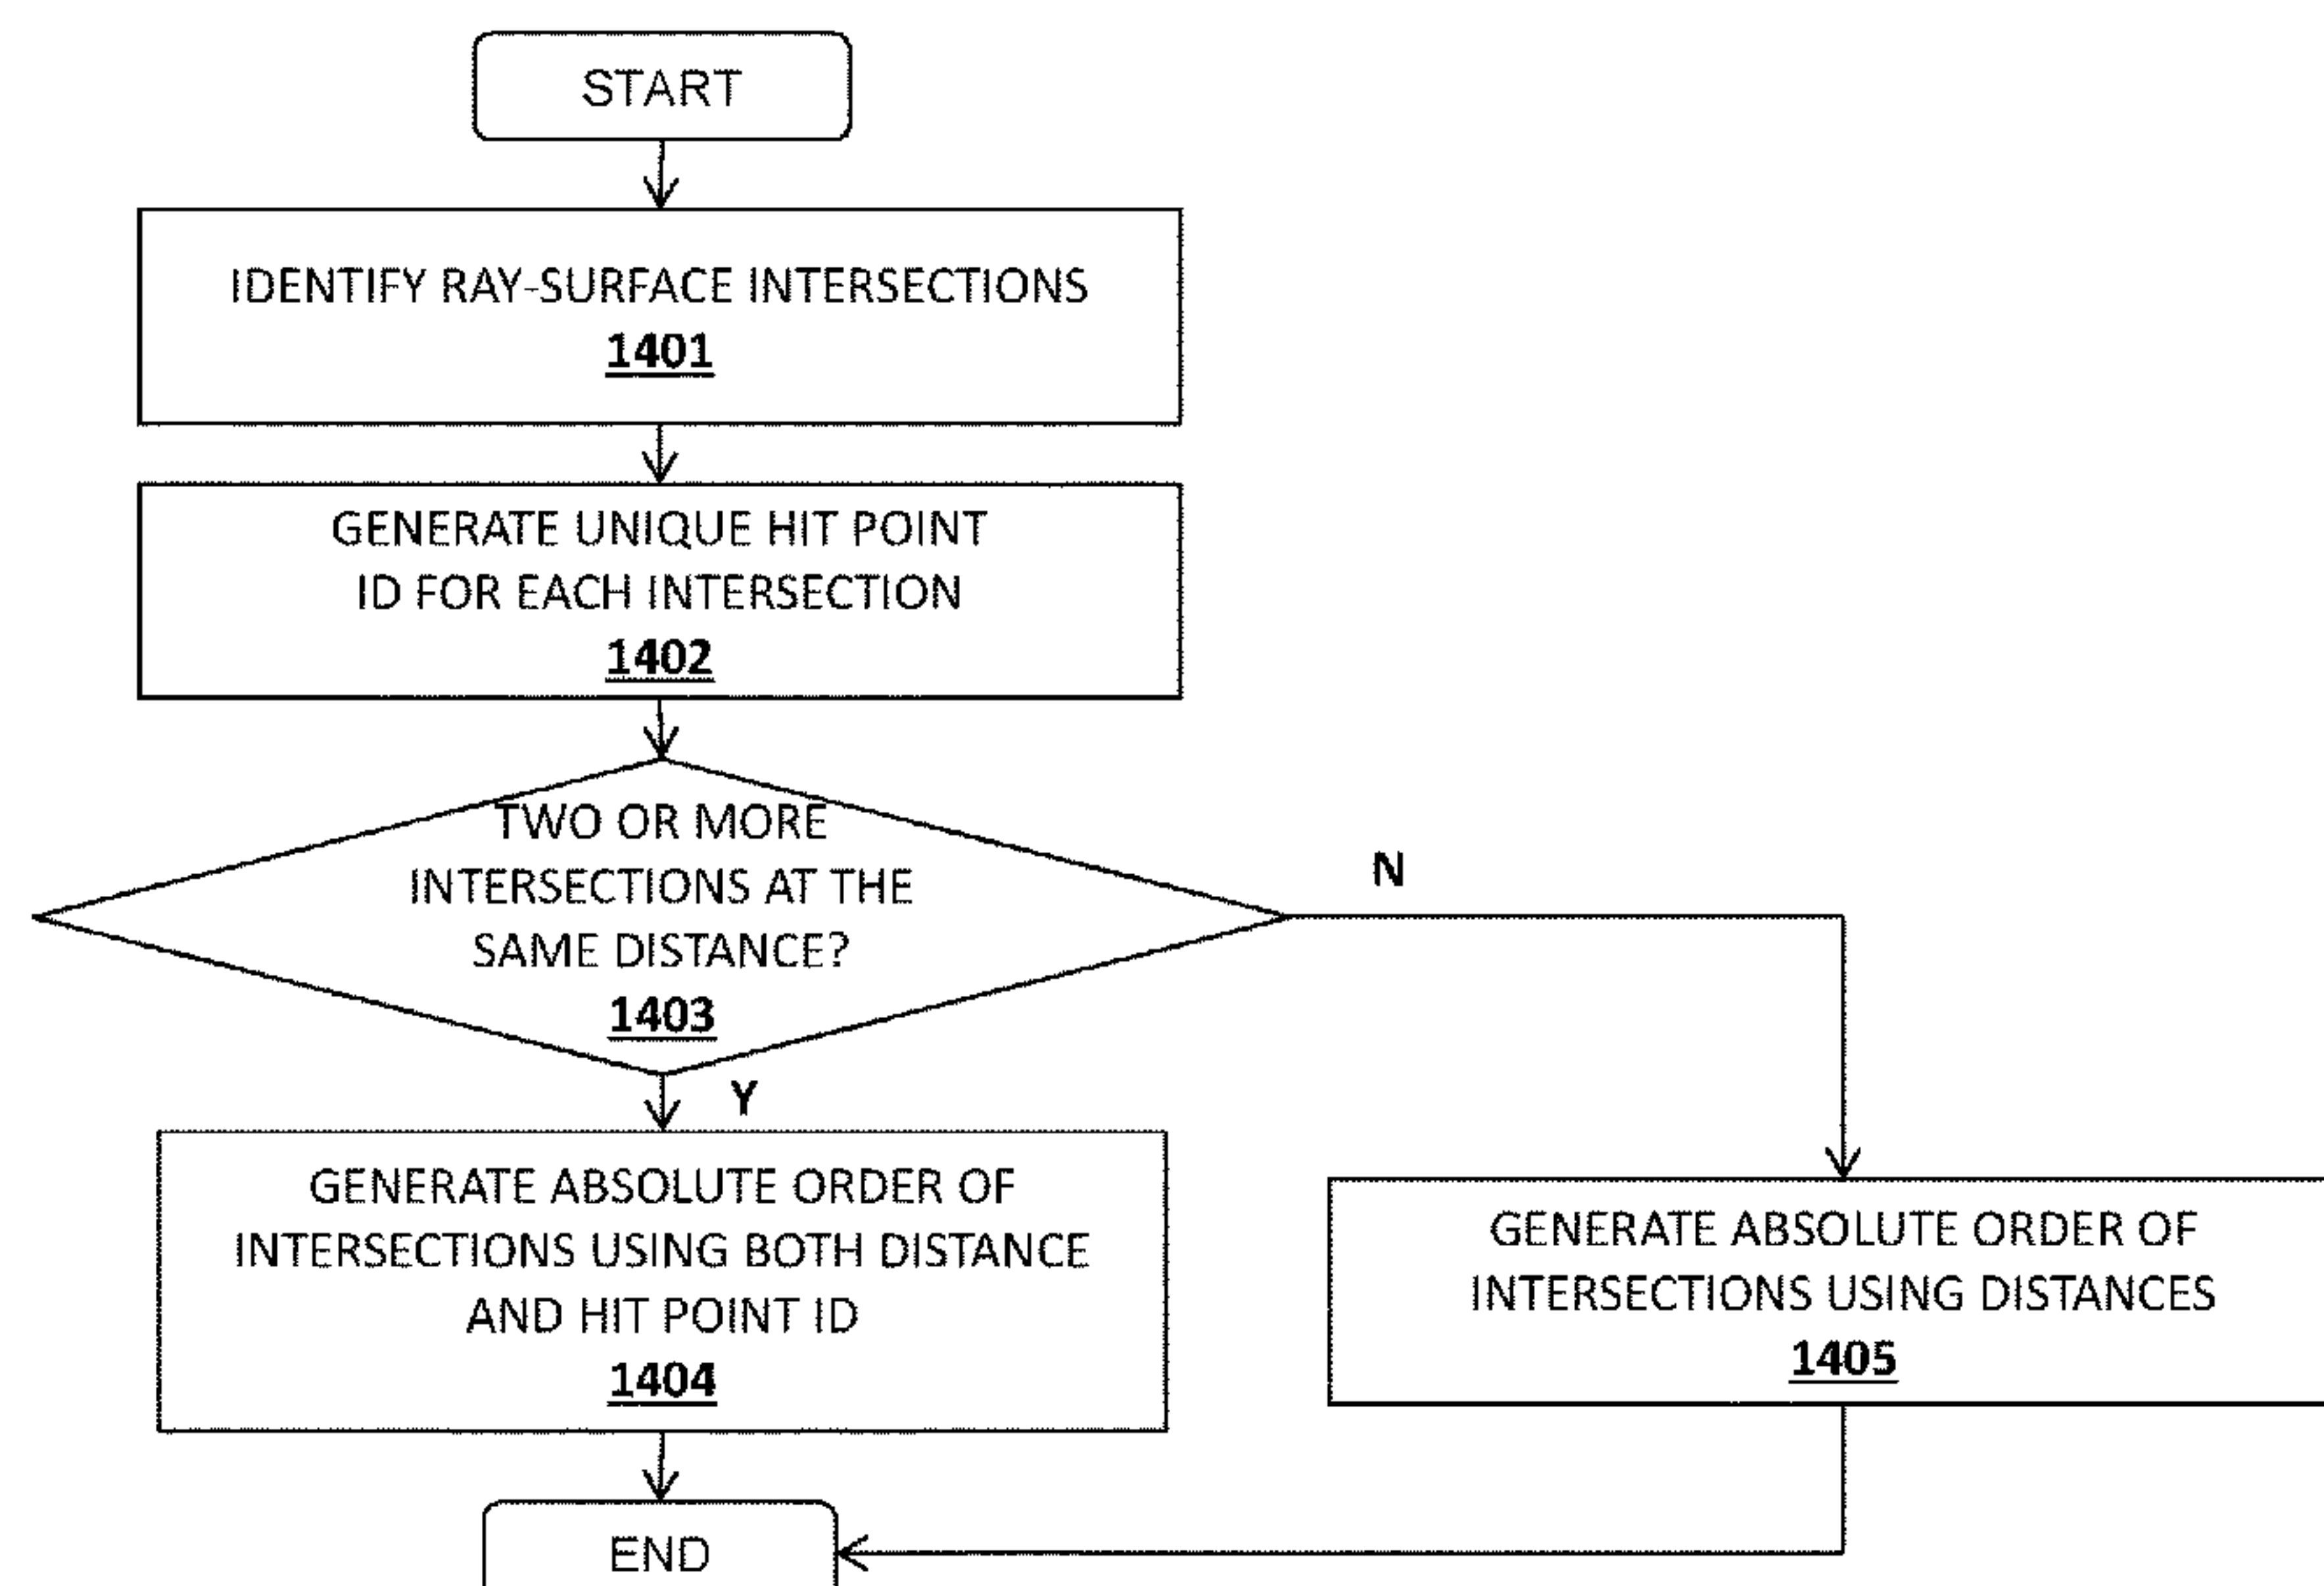 START
IDENTIFY RAY-SURFACE INTERSECTIONS
1401
GENERATE UNIQUE HIT POINT
ID FOR EACH INTERSECTION
1402
TWO OR MORE
INTERSECTIONS AT THE
SAME DISTANCE?
1403
N
Y
GENERATE ABSOLUTE ORDER OF
INTERSECTIONS USING BOTH DISTANCE
AND HIT POINT ID
1404
GENERATE ABSOLUTE ORDER OF
INTERSECTIONS USING DISTANCES
1405
END